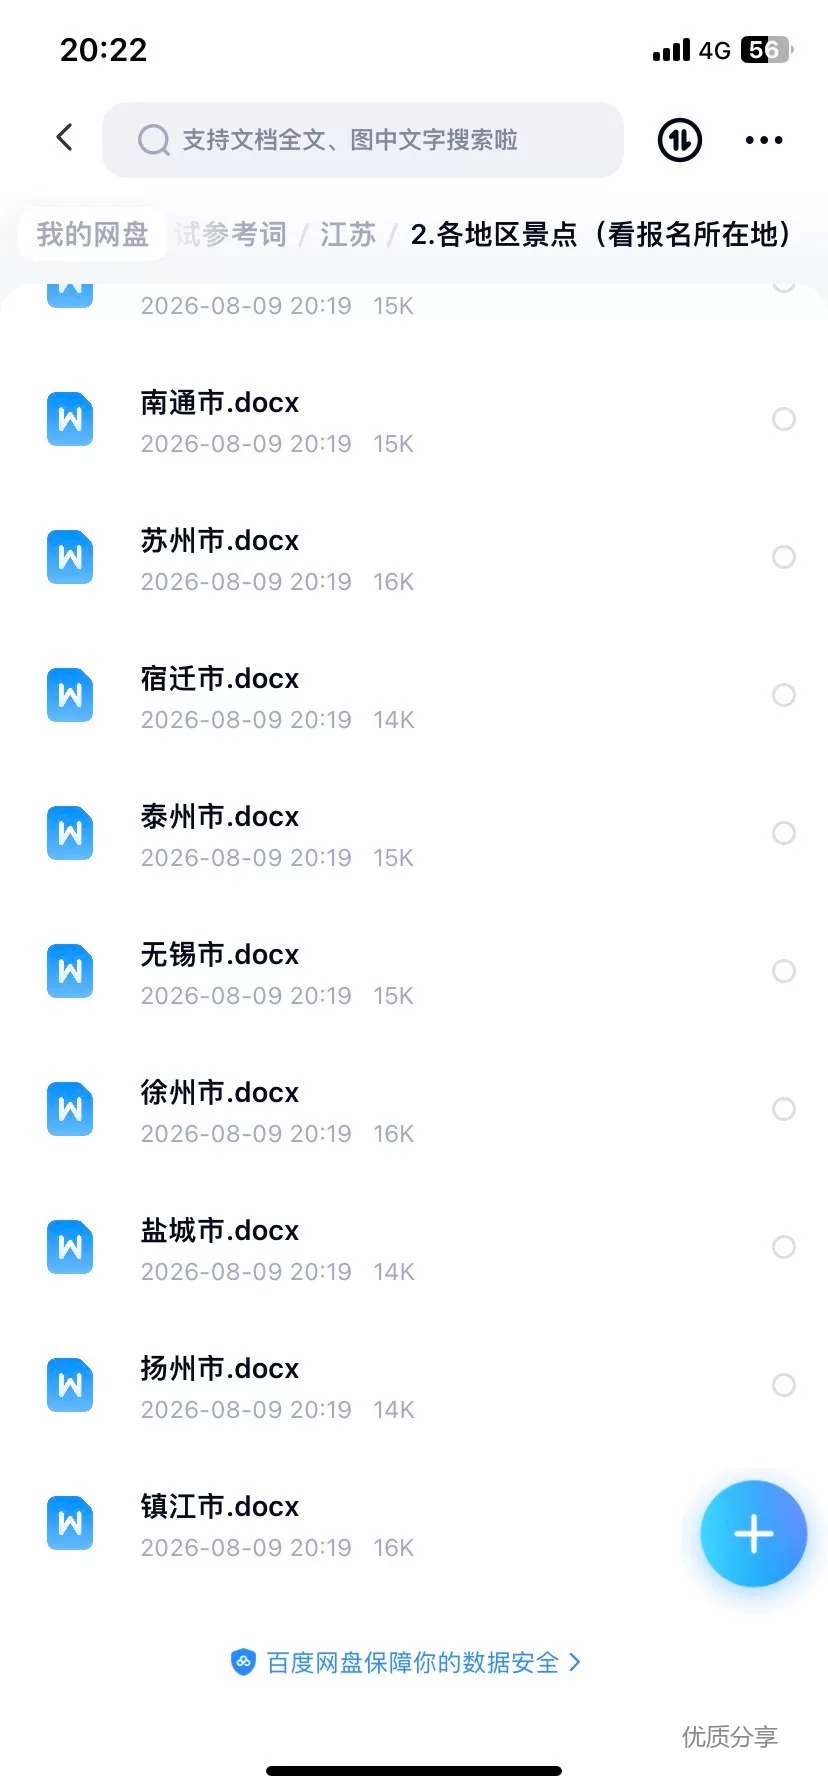 20:22
4G 56
支持文档全文、图中文字搜索啦
我的网盘 试参考词 / 江苏 / 2.各地区景点（看报名所在地）
2026-08-09 20:19 15K
南通市.docx
2026-08-09 20:19 15K
苏州市.docx
2026-08-09 20:19 16K
宿迁市.docx
2026-08-09 20:19 14K
泰州市.docx
2026-08-09 20:19 15K
无锡市.docx
2026-08-09 20:19 15K
徐州市.docx
2026-08-09 20:19 16K
盐城市.docx
2026-08-09 20:19 14K
扬州市.docx
2026-08-09 20:19 14K
镇江市.docx
2026-08-09 20:19 16K
百度网盘保障你的数据安全
优质分享